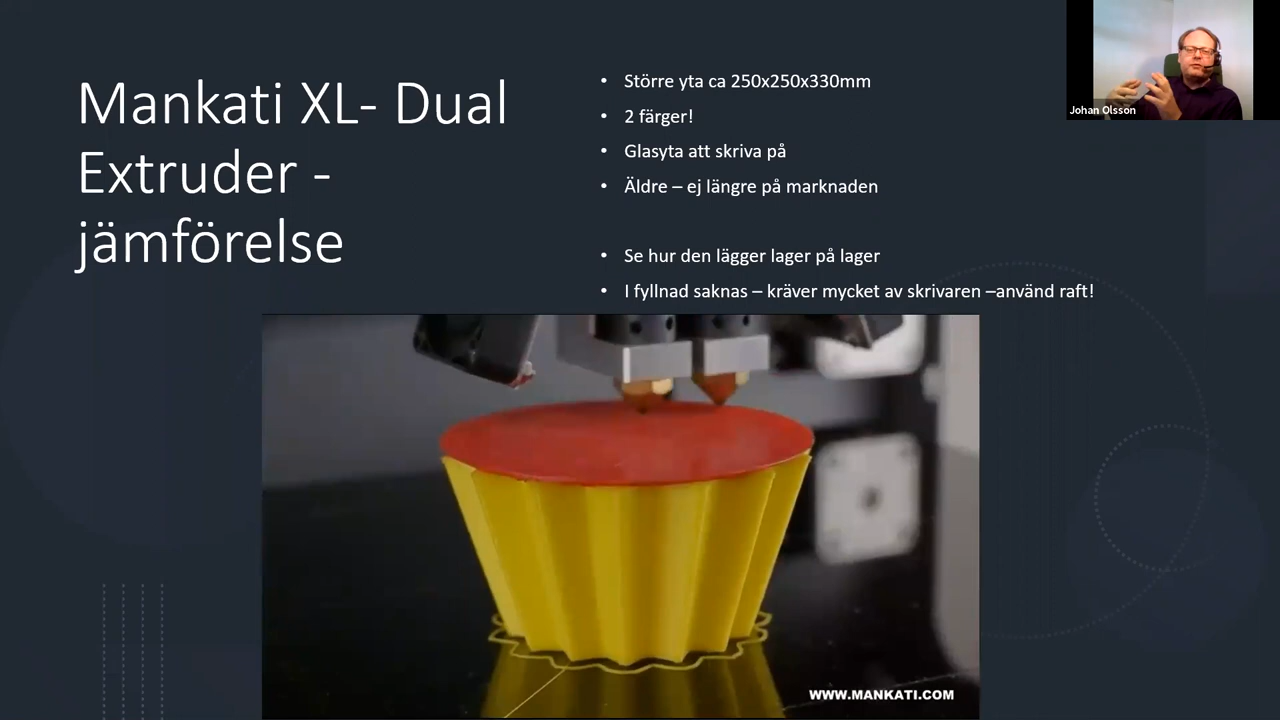 Mankati XL- Dual
Extruder -
jämförelse
• Större yta ca 250x250x330mm
• 2 färger!
• Glasyta att skriva på
• Äldre – ej längre på marknaden
• Se hur den lägger lager på lager
• I fyllnad saknas – kräver mycket av skrivaren –använd raft!
Johan Olsson
WWW.MANKATI.COM